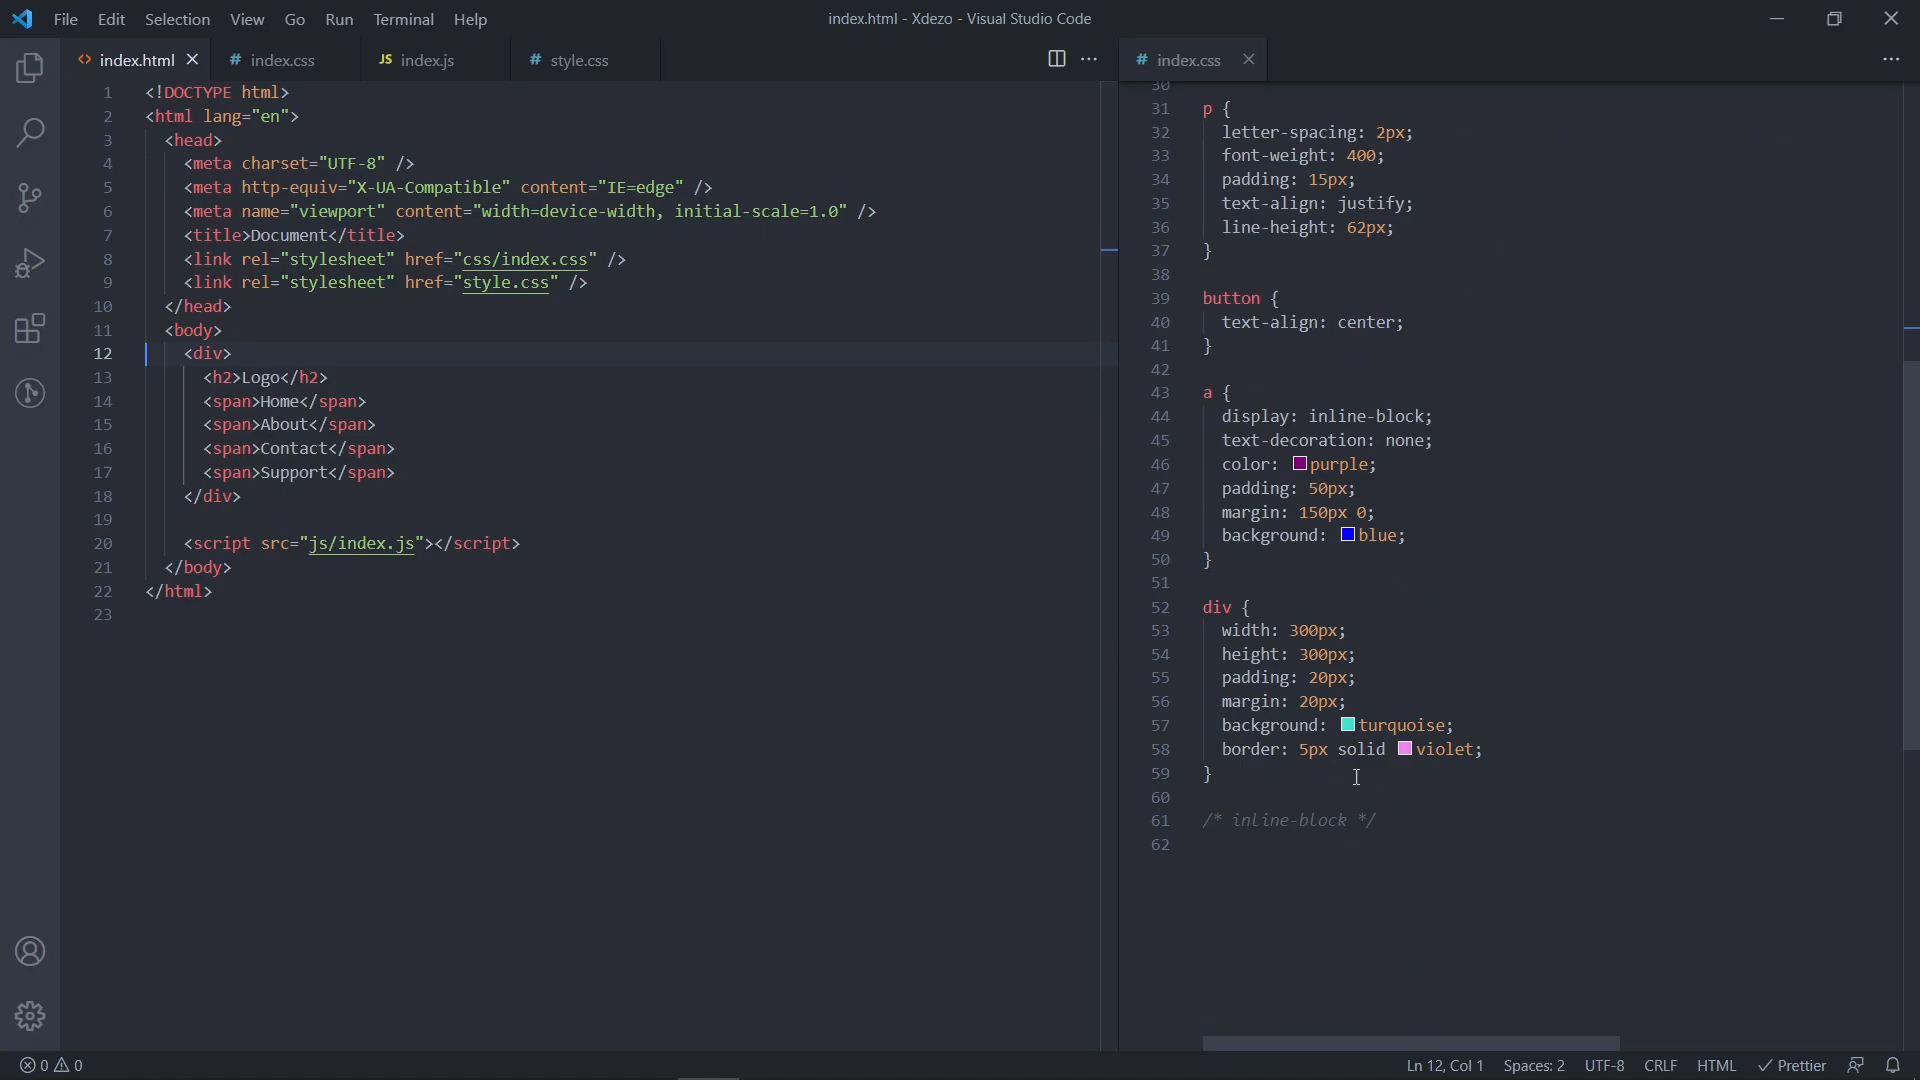 File Edit Selection View Go Run Terminal Help
index.html - Xdezo - Visual Studio Code
<> index.html
# index.css
JS index.js
# style.css
1 <!DOCTYPE html>
2 <html lang="en">
3 <head>
4 <meta charset="UTF-8" />
5 <meta http-equiv="X-UA-Compatible" content="IE=edge" />
6 <meta name="viewport" content="width=device-width, initial-scale=1.0" />
7 <title>Document</title>
8 <link rel="stylesheet" href="css/index.css" />
9 <link rel="stylesheet" href="style.css" />
10 </head>
11 <body>
12 <div>
13 <h2>Logo</h2>
14 <span>Home</span>
15 <span>About</span>
16 <span>Contact</span>
17 <span>Support</span>
18 </div>
19
20 <script src="js/index.js"></script>
21 </body>
22 </html>
23
# index.css
30
31 p {
32 letter-spacing: 2px;
33 font-weight: 400;
34 padding: 15px;
35 text-align: justify;
36 line-height: 62px;
37 }
38
39 button {
40 text-align: center;
41 }
42
43 a {
44 display: inline-block;
45 text-decoration: none;
46 color: purple;
47 padding: 50px;
48 margin: 150px 0;
49 background: blue;
50 }
51
52 div {
53 width: 300px;
54 height: 300px;
55 padding: 20px;
56 margin: 20px;
57 background: turquoise;
58 border: 5px solid violet;
59 }
60
61 /* inline-block */
62
0 0
Ln 12, Col 1 Spaces: 2 UTF-8 CRLF HTML Prettier